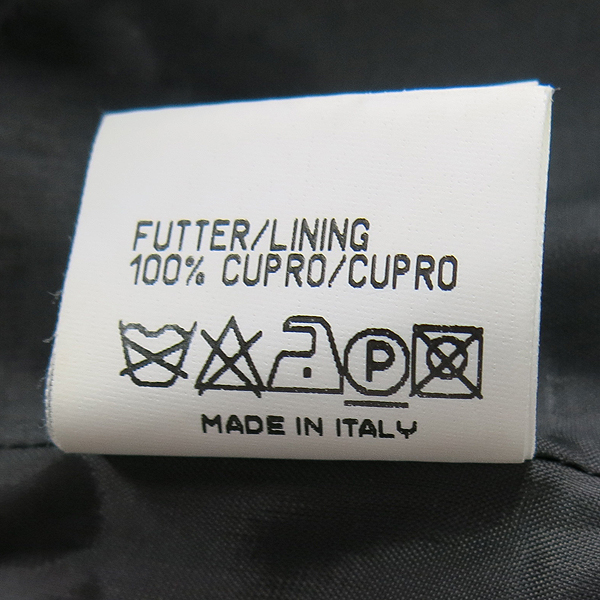 FUTTER/LINING
100% CUPRO/CUPRO
P
MADE IN ITALY